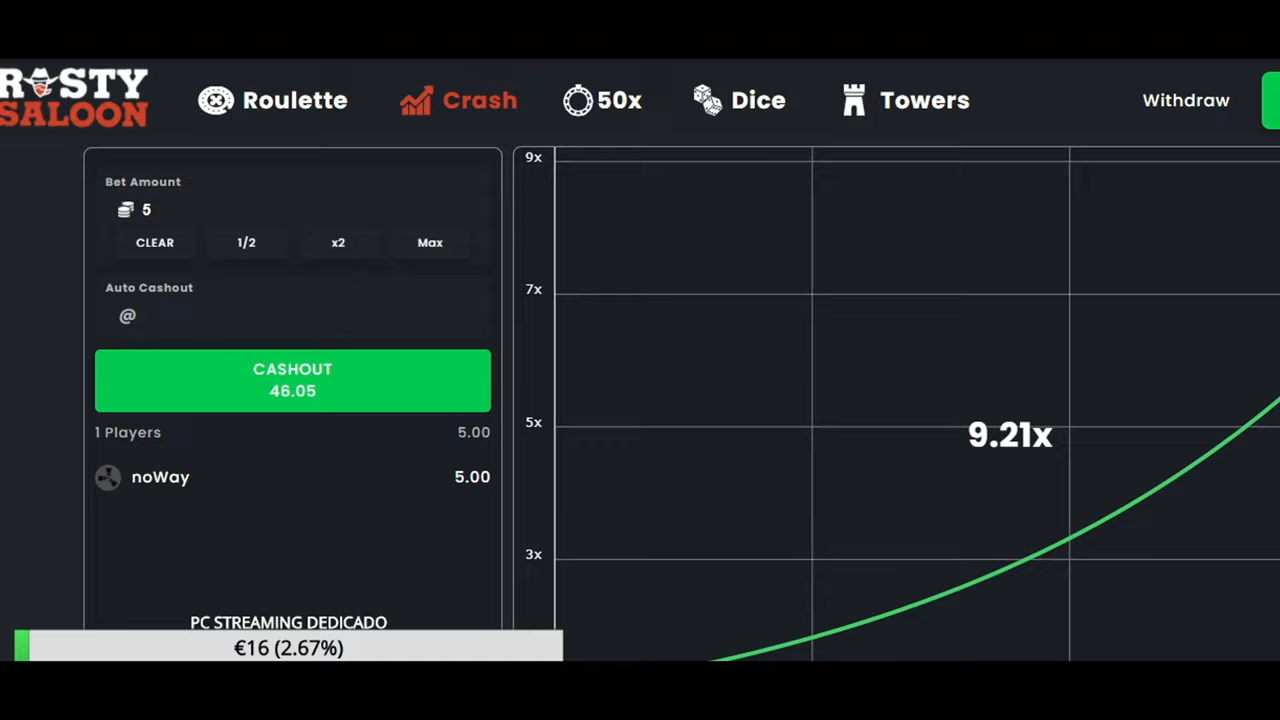 R STY
SALOON
Roulette
Crash
50x
Dice
Towers
Withdraw
Bet Amount
5
CLEAR
1/2
x2
Max
Auto Cashout
@
CASHOUT
46.05
1 Players
5.00
noWay
5.00
9x
7x
5x
3x
9.21x
PC STREAMING DEDICADO
€16 (2.67%)